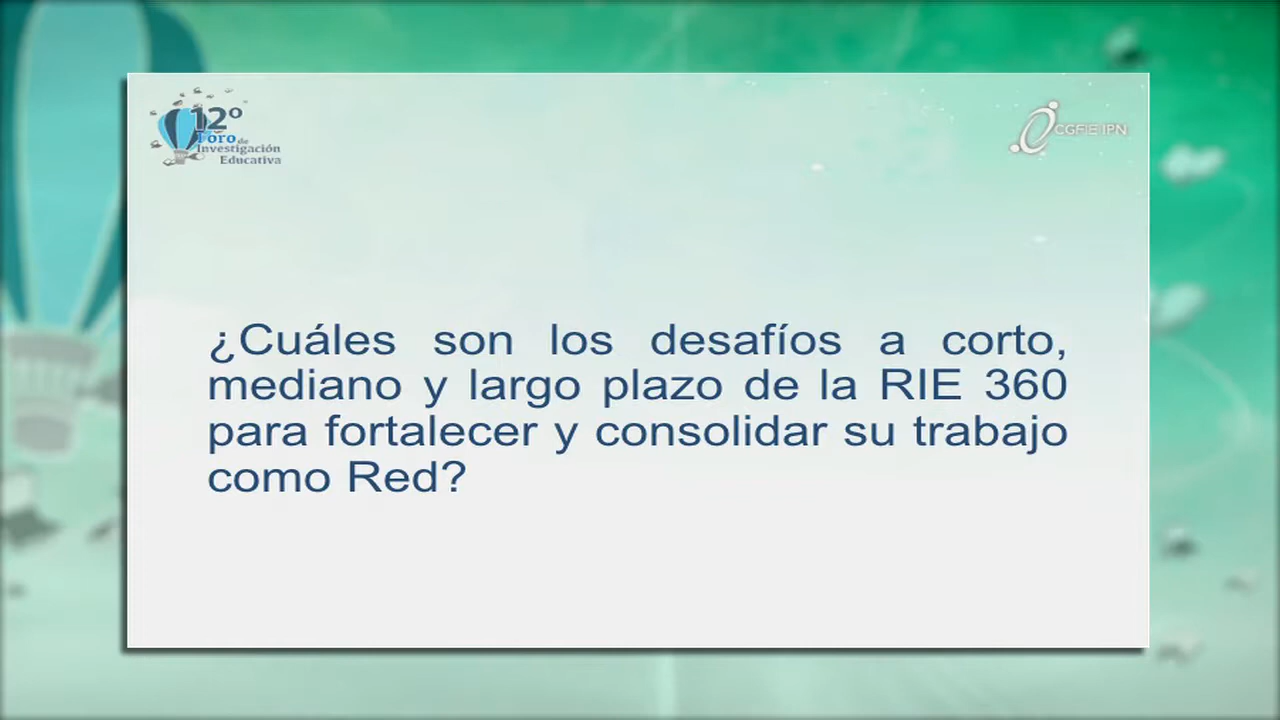 12º
Foro de
Investigación
Educativa
CGFIE IPN
¿Cuáles son los desafíos a corto,
mediano y largo plazo de la RIE 360
para fortalecer y consolidar su trabajo
como Red?